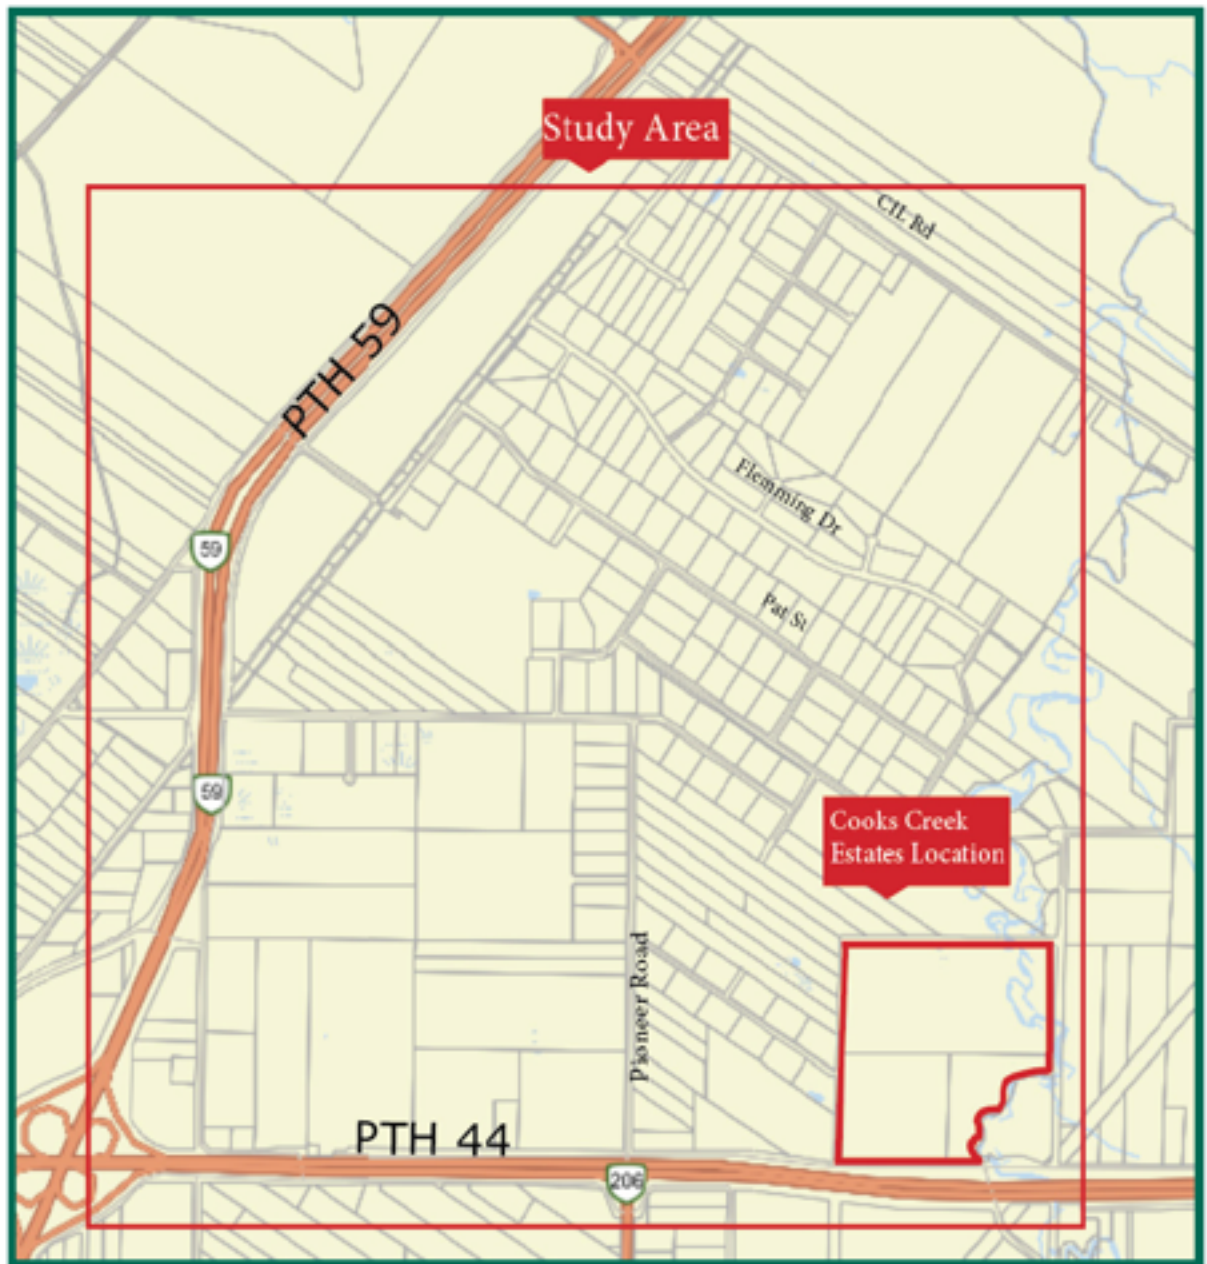 Study Area
CIL Rd
PTH 59
Flemming Dr
59
Pat St
59
Cooks Creek
Estates Location
Pioneer Road
PTH 44
206